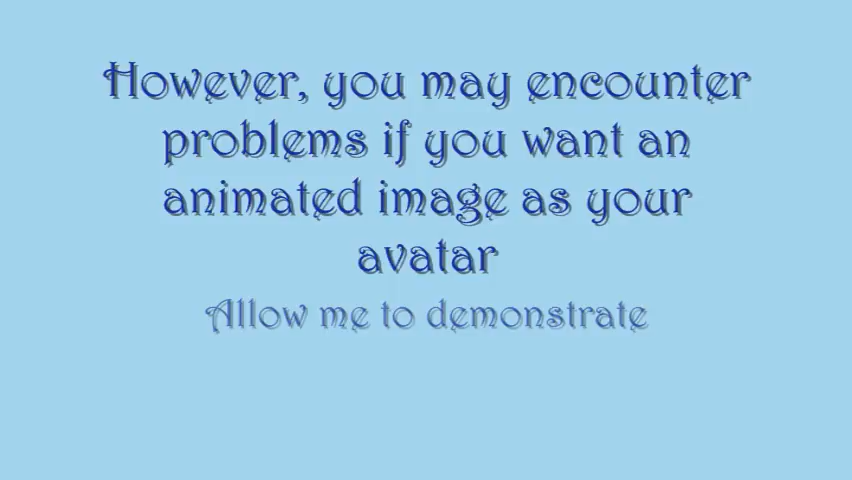 However, you may encounter
problems if you want an
animated image as your
avatar
Allow me to demonstrate